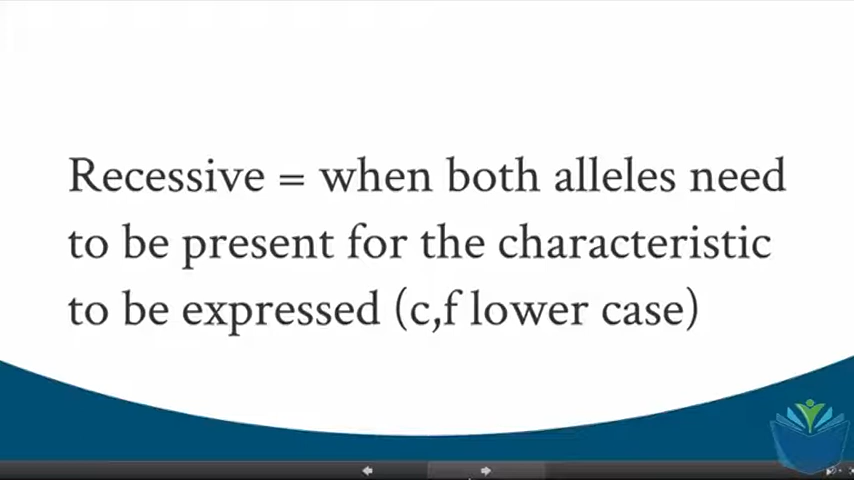 Recessive = when both alleles need
to be present for the characteristic
to be expressed (c,f lower case)